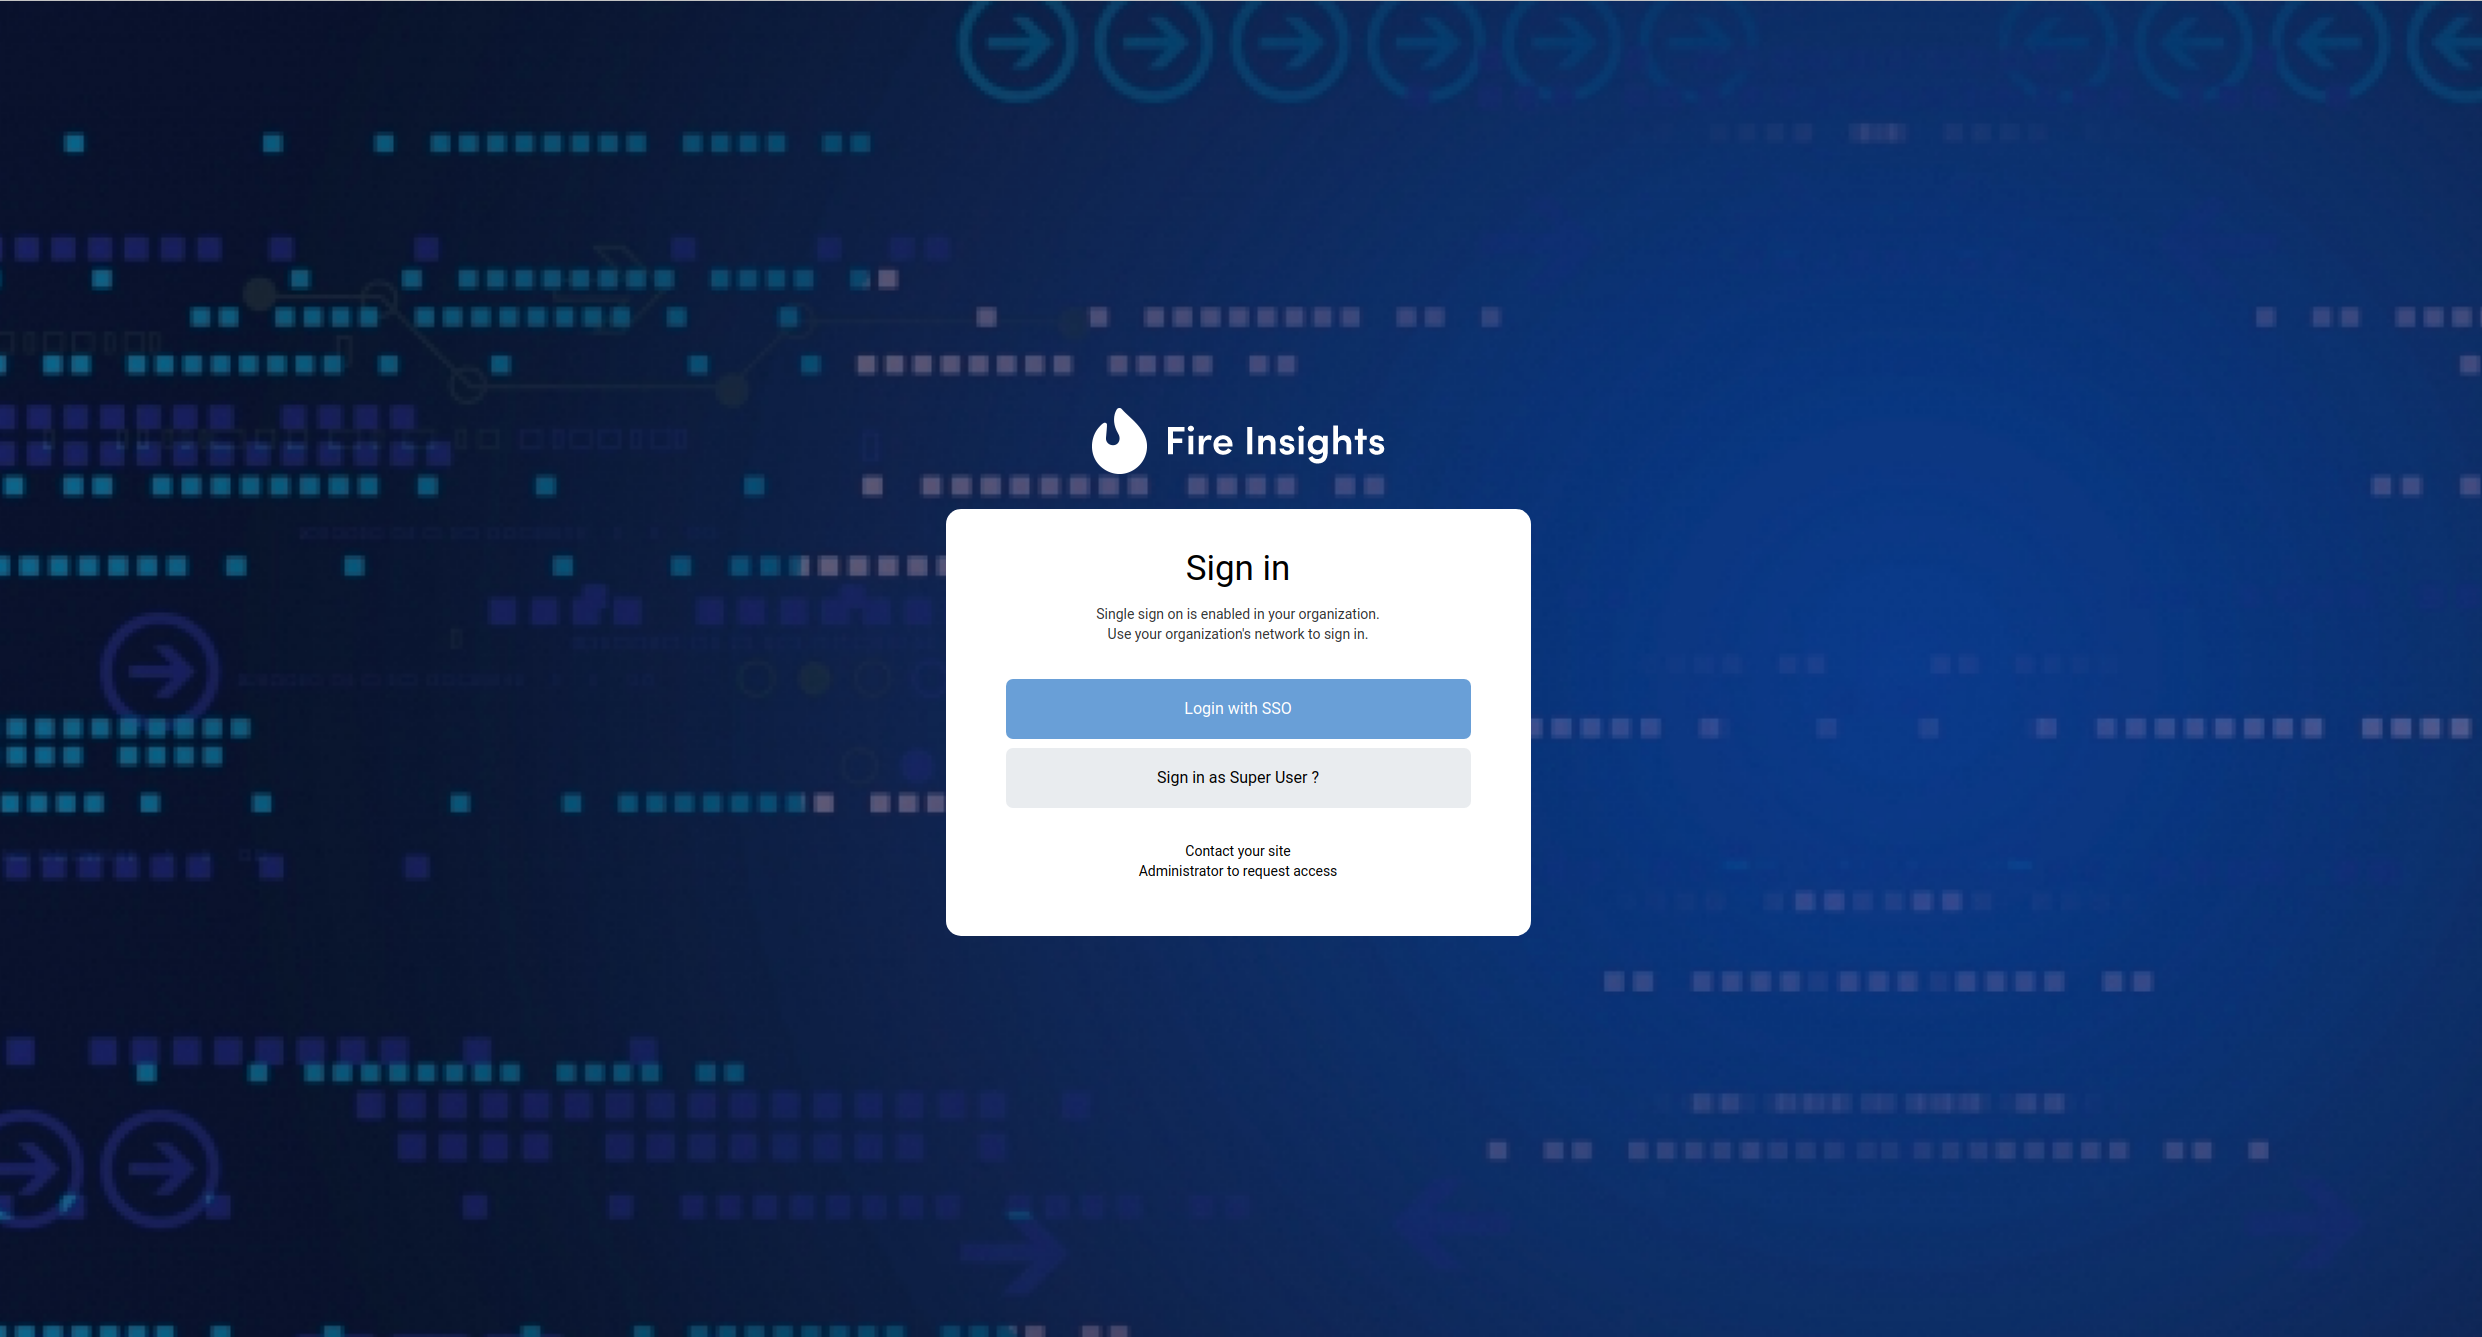 Fire Insights
Sign in
Single sign on is enabled in your organization.
Use your organization's network to sign in.
Login with SSO
Sign in as Super User ?
Contact your site
Administrator to request access